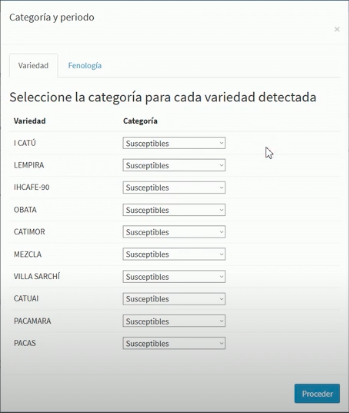 Categoría y periodo
×
Variedad Fenología
Seleccione la categoría para cada variedad detectada
Variedad Categoría
I CATÚ Susceptibles
LEMPIRA Susceptibles
IHCAFE-90 Susceptibles
OBATA Susceptibles
CATIMOR Susceptibles
MEZCLA Susceptibles
VILLA SARCHÍ Susceptibles
CATUAI Susceptibles
PACAMARA Susceptibles
PACAS Susceptibles
Proceder